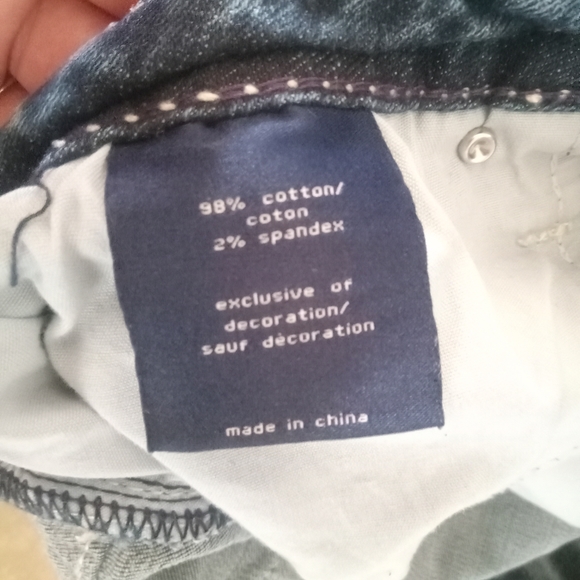 98% cotton/
coton
2% spandex
exclusive of
decoration/
sauf décoration
made in china